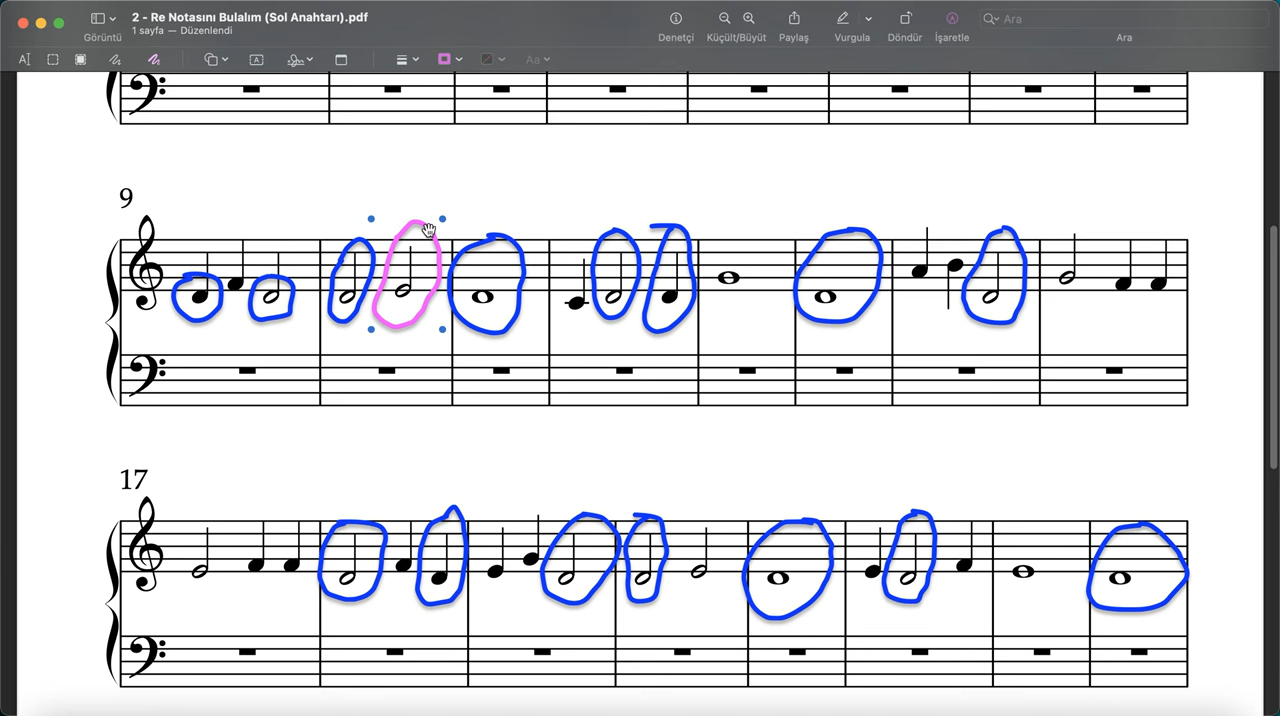 2 - Re Notasını Bulalım (Sol Anahtarı).pdf
1 sayfa — Düzenlendi
Görüntü
Denetçi
Küçült/Büyüt
Paylaş
Vurgula
Döndür
İşaretle
Ara
Ara
Aa
9
17